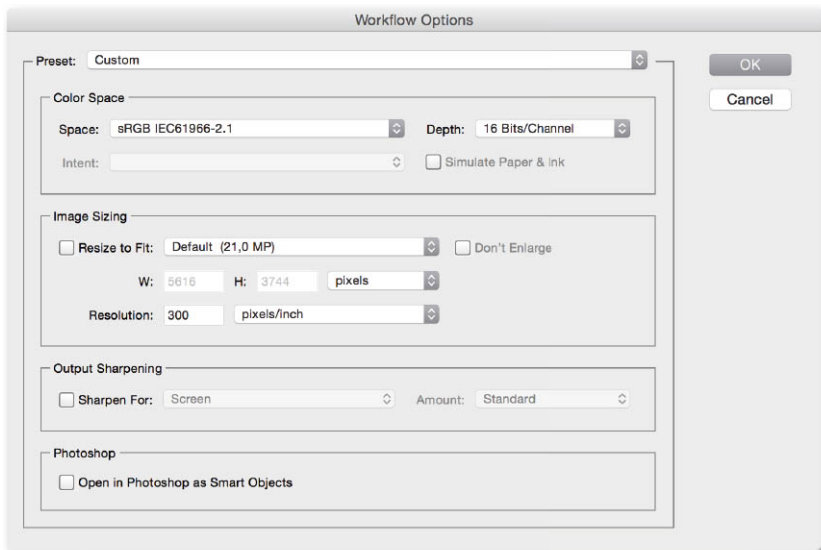 Workflow Options
Preset: Custom
OK
Cancel
Color Space
Space: sRGB IEC61966-2.1 Depth: 16 Bits/Channel
Intent: Simulate Paper & Ink
Image Sizing
Resize to Fit: Default (21,0 MP) Don't Enlarge
W: 5616 H: 3744 pixels
Resolution: 300 pixels/inch
Output Sharpening
Sharpen For: Screen Amount: Standard
Photoshop
Open in Photoshop as Smart Objects